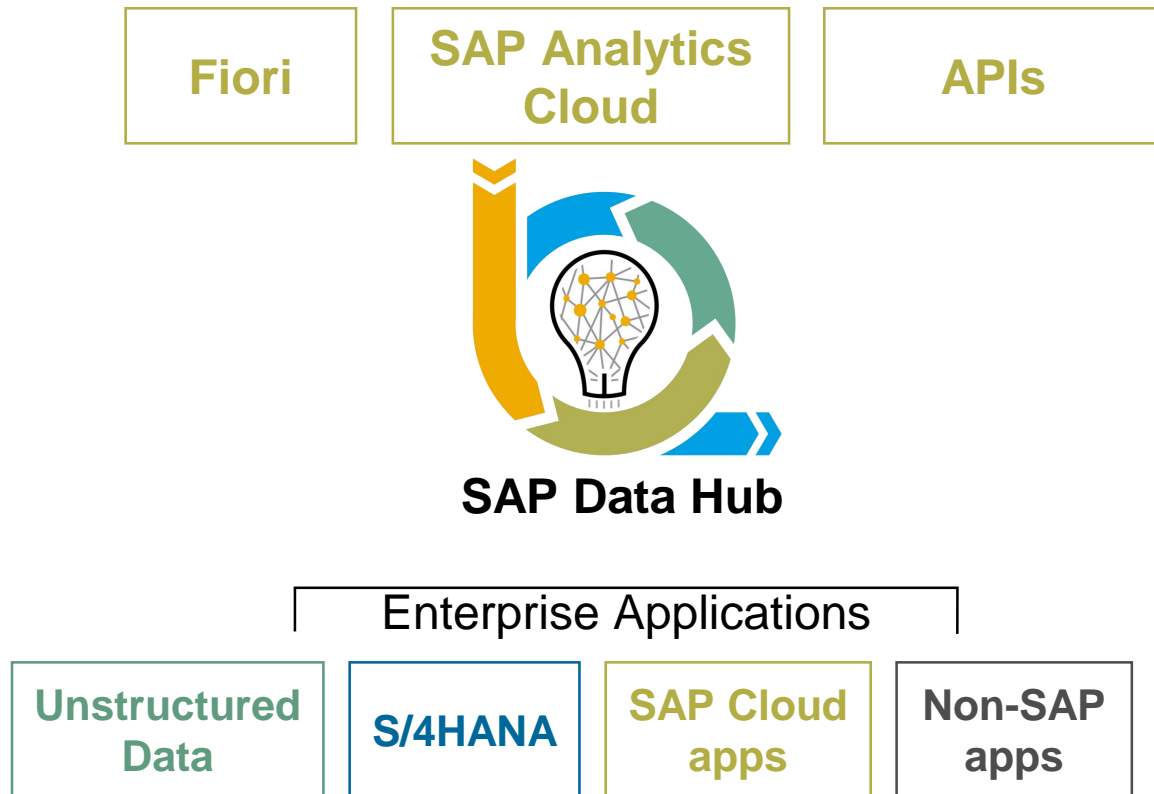 Fiori
SAP Analytics
Cloud
APIs
SAP Data Hub
Enterprise Applications
Unstructured
Data
S/4HANA
SAP Cloud
apps
Non-SAP
apps